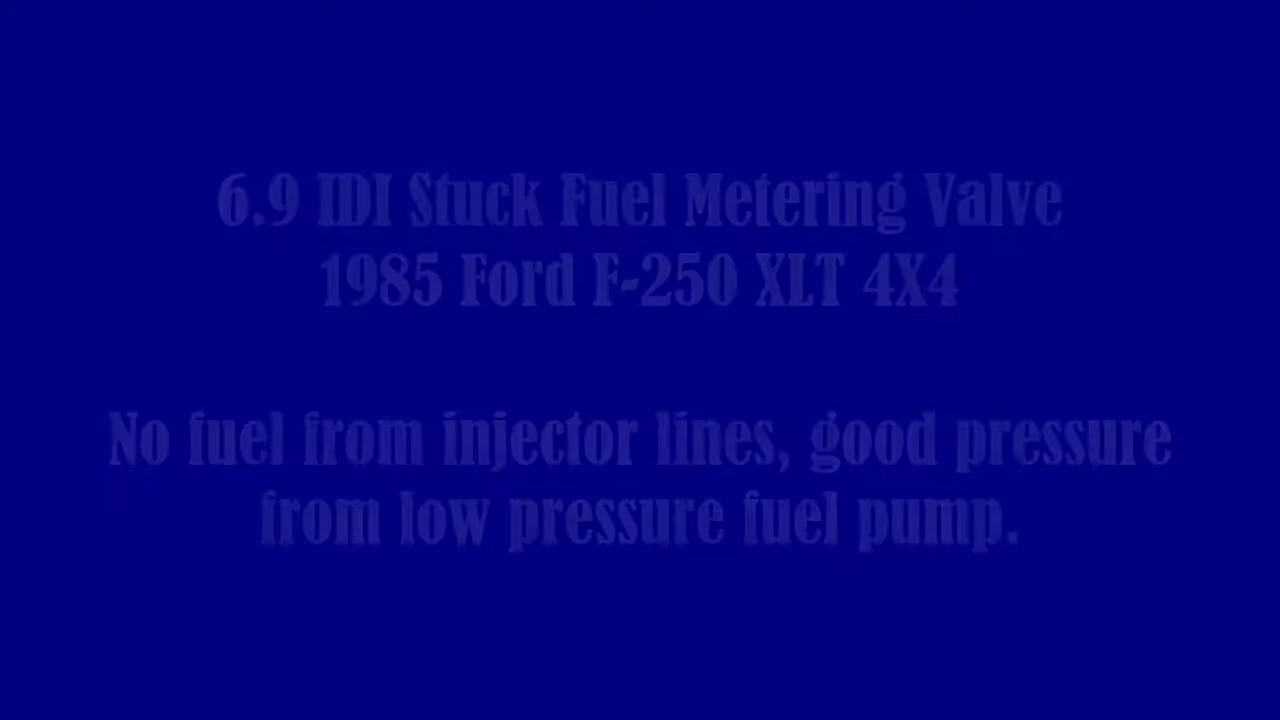 6.9 IDI Stuck Fuel Metering Valve
1985 Ford F-250 XLT 4X4
No fuel from injector lines, good pressure
from low pressure fuel pump.